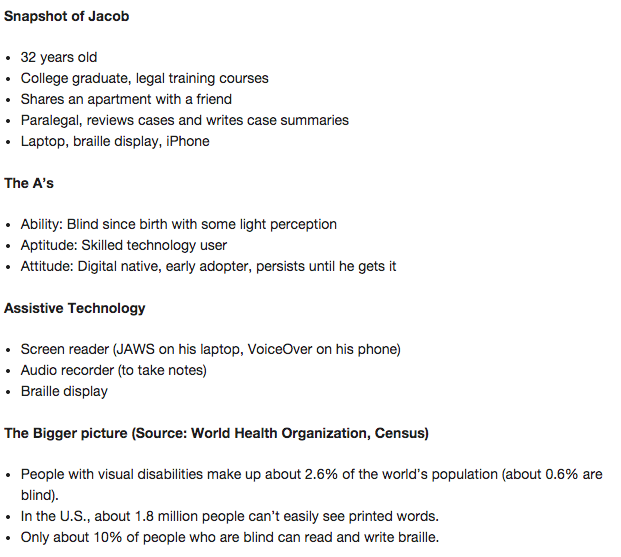 Snapshot of Jacob
• 32 years old
• College graduate, legal training courses
• Shares an apartment with a friend
• Paralegal, reviews cases and writes case summaries
• Laptop, braille display, iPhone
The A's
• Ability: Blind since birth with some light perception
• Aptitude: Skilled technology user
• Attitude: Digital native, early adopter, persists until he gets it
Assistive Technology
• Screen reader (JAWS on his laptop, VoiceOver on his phone)
• Audio recorder (to take notes)
• Braille display
The Bigger picture (Source: World Health Organization, Census)
• People with visual disabilities make up about 2.6% of the world's population (about 0.6% are
blind).
• In the U.S., about 1.8 million people can't easily see printed words.
• Only about 10% of people who are blind can read and write braille.